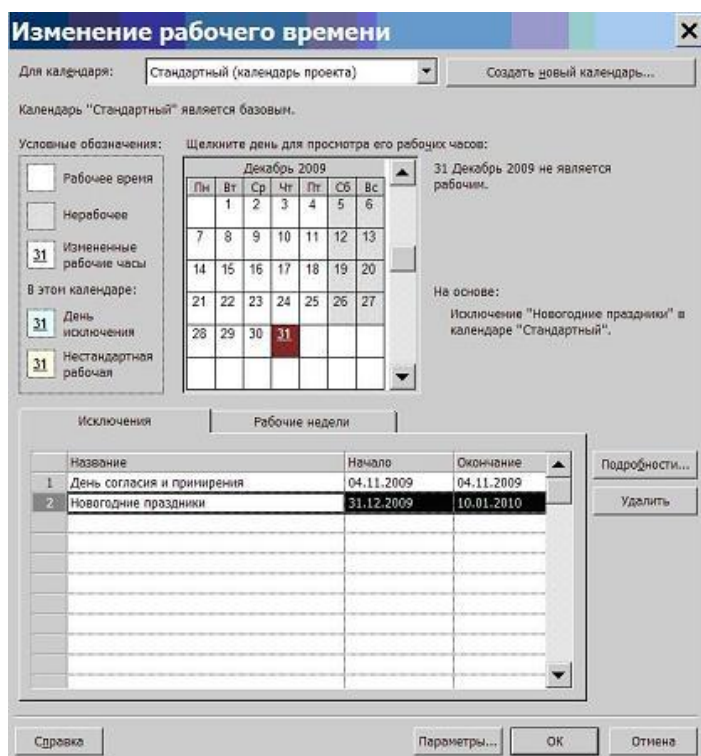 Изменение рабочего времени
Для календаря: Стандартный (календарь проекта) Создать новый календарь...
Календарь "Стандартный" является базовым.
Условные обозначения: Щелкните день для просмотра его рабочих часов:
Рабочее время
Нерабочее
31 Измененные
рабочие часы
В этом календаре:
31 День
исключения
31 Нестандартная
рабочая
Декабрь 2009
Пн Вт Ср Чт Пт Сб Вс
1 2 3 4 5 6
7 8 9 10 11 12 13
14 15 16 17 18 19 20
21 22 23 24 25 26 27
28 29 30 31
31 Декабрь 2009 не является
рабочим.
На основе:
Исключение "Новогодние праздники" в
календаре "Стандартный".
Исключения Рабочие недели
Название Начало Окончание
1 День согласия и примирения 04.11.2009 04.11.2009
2 Новогодние праздники 31.12.2009 10.01.2010
Подробности...
Удалить
Справка Параметры... ОК Отмена